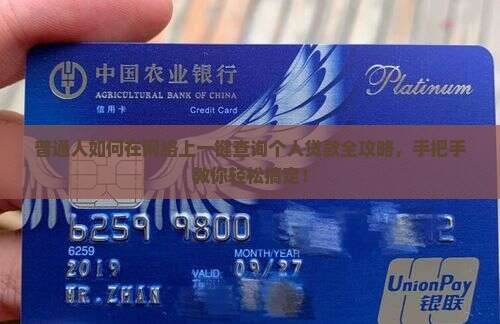 中国农业银行
AGRICULTURAL BANK OF CHINA
信用卡 Credit Card
Platinum
普通人如何在网络上一键查询个人贷款全攻略，手把手
教你轻松搞定！
6259 9800 2
6259
MONTH/YEAR
2019 VALID 09/27
MR.ZHAN
UnionPay
银联